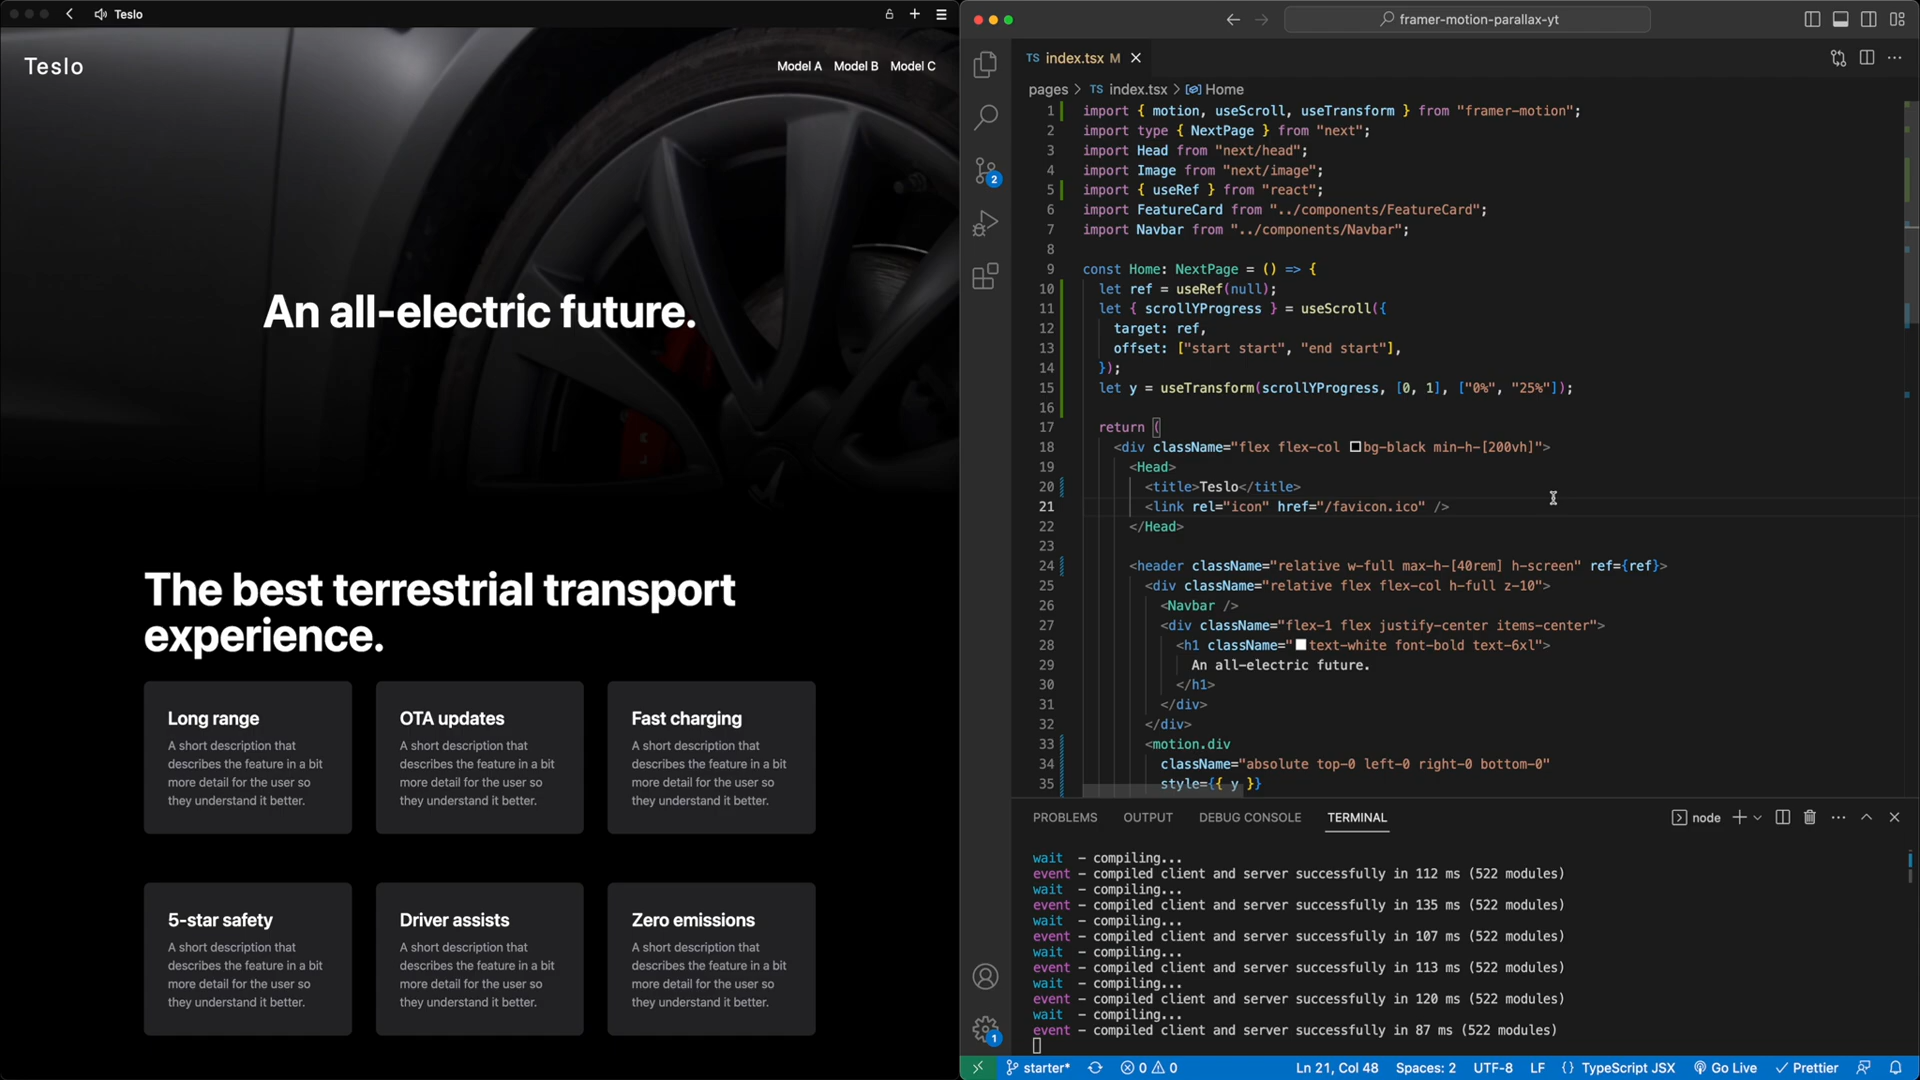 Teslo
Teslo
Model A Model B Model C
An all-electric future.
The best terrestrial transport
experience.
Long range
A short description that
describes the feature in a bit
more detail for the user so
they understand it better.
OTA updates
A short description that
describes the feature in a bit
more detail for the user so
they understand it better.
Fast charging
A short description that
describes the feature in a bit
more detail for the user so
they understand it better.
5-star safety
A short description that
describes the feature in a bit
more detail for the user so
they understand it better.
Driver assists
A short description that
describes the feature in a bit
more detail for the user so
they understand it better.
Zero emissions
A short description that
describes the feature in a bit
more detail for the user so
they understand it better.
framer-motion-parallax-yt
TS index.tsx M
pages > TS index.tsx > Home
1 import { motion, useScroll, useTransform } from "framer-motion";
2 import type { NextPage } from "next";
3 import Head from "next/head";
4 import Image from "next/image";
5 import { useRef } from "react";
6 import FeatureCard from "../components/FeatureCard";
7 import Navbar from "../components/Navbar";
8
9 const Home: NextPage = () => {
10 let ref = useRef(null);
11 let { scrollYProgress } = useScroll({
12 target: ref,
13 offset: ["start start", "end start"],
14 });
15 let y = useTransform(scrollYProgress, [0, 1], ["0%", "25%"]);
16
17 return (
18 <div className="flex flex-col bg-black min-h-[200vh]">
19 <Head>
20 <title>Teslo</title>
21 <link rel="icon" href="/favicon.ico" />
22 </Head>
23
24 <header className="relative w-full max-h-[40rem] h-screen" ref={ref}>
25 <div className="relative flex flex-col h-full z-10">
26 <Navbar />
27 <div className="flex-1 flex justify-center items-center">
28 <h1 className="text-white font-bold text-6xl">
29 An all-electric future.
30 </h1>
31 </div>
32 </div>
33 <motion.div
34 className="absolute top-0 left-0 right-0 bottom-0"
35 style={{ y }}
PROBLEMS OUTPUT DEBUG CONSOLE TERMINAL
node
wait - compiling...
event - compiled client and server successfully in 112 ms (522 modules)
wait - compiling...
event - compiled client and server successfully in 135 ms (522 modules)
wait - compiling...
event - compiled client and server successfully in 107 ms (522 modules)
wait - compiling...
event - compiled client and server successfully in 113 ms (522 modules)
wait - compiling...
event - compiled client and server successfully in 120 ms (522 modules)
wait - compiling...
event - compiled client and server successfully in 87 ms (522 modules)
2
1
starter* 0 0 Ln 21, Col 48 Spaces: 2 UTF-8 LF {} TypeScript JSX Go Live Prettier